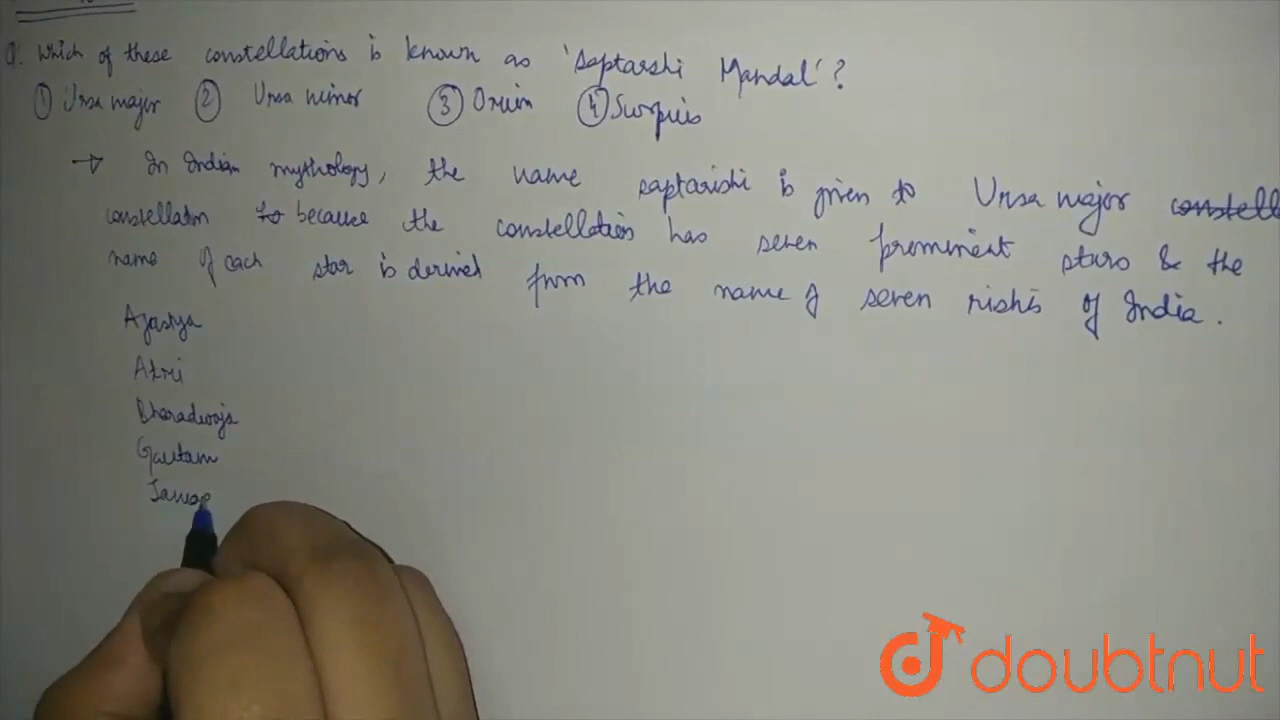 Q. Which of these constellations is known as 'Saptarshi Mandal'?
① Ursa major ② Ursa minor ③ Orion ④ Scorpius
→ In Indian mythology, the name saptarishi is given to Ursa major constell
constellation to because the constellation has seven prominent stars & the
name of each star is derived from the name of seven rishis of India.
Agastya
Atri
Bharadwaja
Gautam
Jama
doubtnut